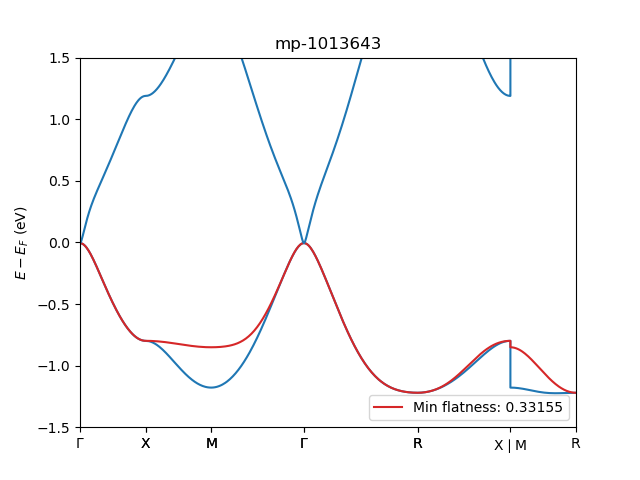 mp-1013643
1.5
1.0
0.5
0.0
−0.5
−1.0
−1.5
E − E_F (eV)
Min flatness: 0.33155
Γ X M Γ R X | M R